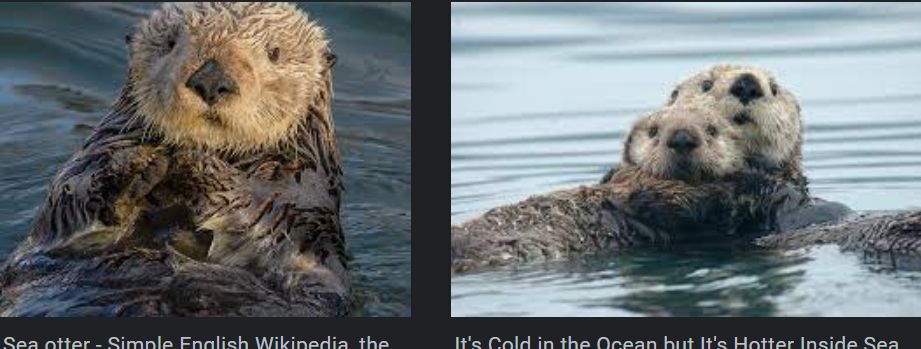 Sea otter - Simple English Wikipedia, the
It's Cold in the Ocean but It's Hotter Inside Sea